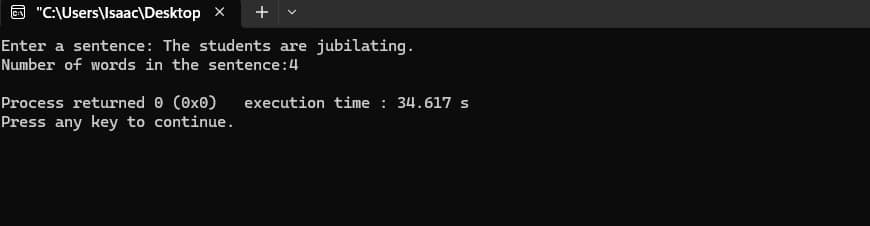 "C:\Users\Isaac\Desktop
Enter a sentence: The students are jubilating.
Number of words in the sentence:4
Process returned 0 (0x0)   execution time : 34.617 s
Press any key to continue.